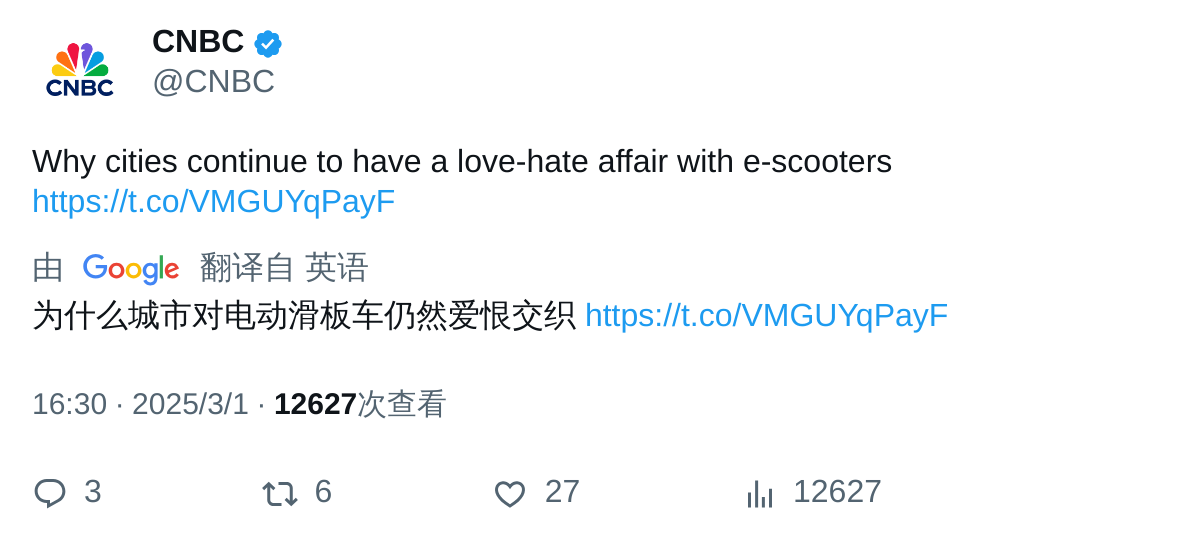 CNBC
CNBC
@CNBC
Why cities continue to have a love-hate affair with e-scooters
https://t.co/VMGUYqPayF
由 Google 翻译自 英语
为什么城市对电动滑板车仍然爱恨交织 https://t.co/VMGUYqPayF
16:30 · 2025/3/1 · 12627次查看
3 6 27 12627